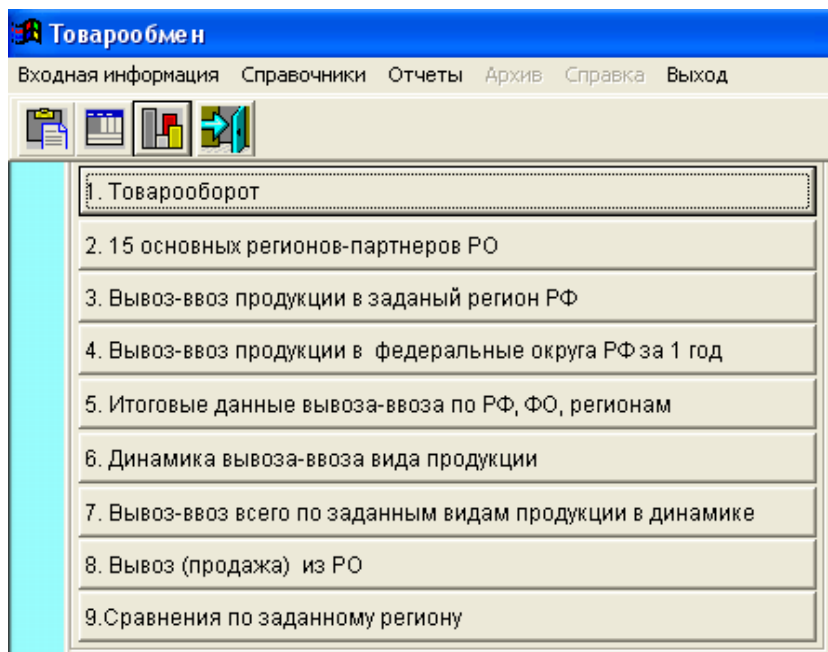 Товарообмен
Входная информация Справочники Отчеты Архив Справка Выход
1. Товарооборот
2. 15 основных регионов-партнеров РО
3. Вывоз-ввоз продукции в заданый регион РФ
4. Вывоз-ввоз продукции в федеральные округа РФ за 1 год
5. Итоговые данные вывоза-ввоза по РФ, ФО, регионам
6. Динамика вывоза-ввоза вида продукции
7. Вывоз-ввоз всего по заданным видам продукции в динамике
8. Вывоз (продажа) из РО
9.Сравнения по заданному региону